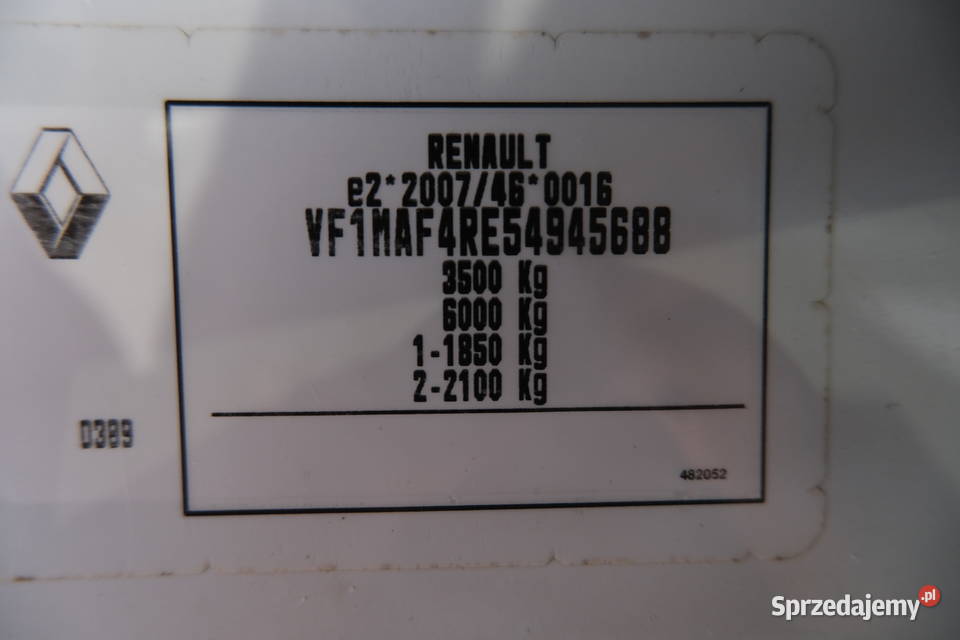 RENAULT
e2*2007/46*0016
VF1MAF4RE54945688
3500 Kg
6000 Kg
1-1850 Kg
2-2100 Kg
0389
482052
Sprzedajemy.pl